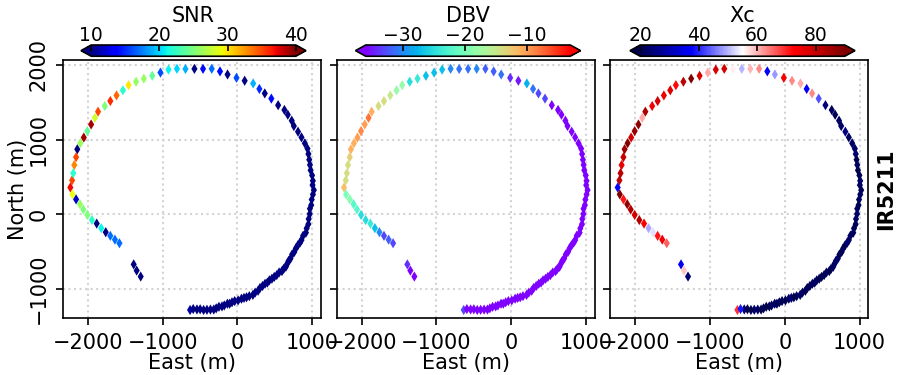 SNR DBV Xc
10 20 30 40 −30 −20 −10 20 40 60 80
2000
1000
0
−1000
North (m)
IR5211
−2000 −1000 0 1000 −2000 −1000 0 1000 −2000 −1000 0 1000
East (m) East (m) East (m)